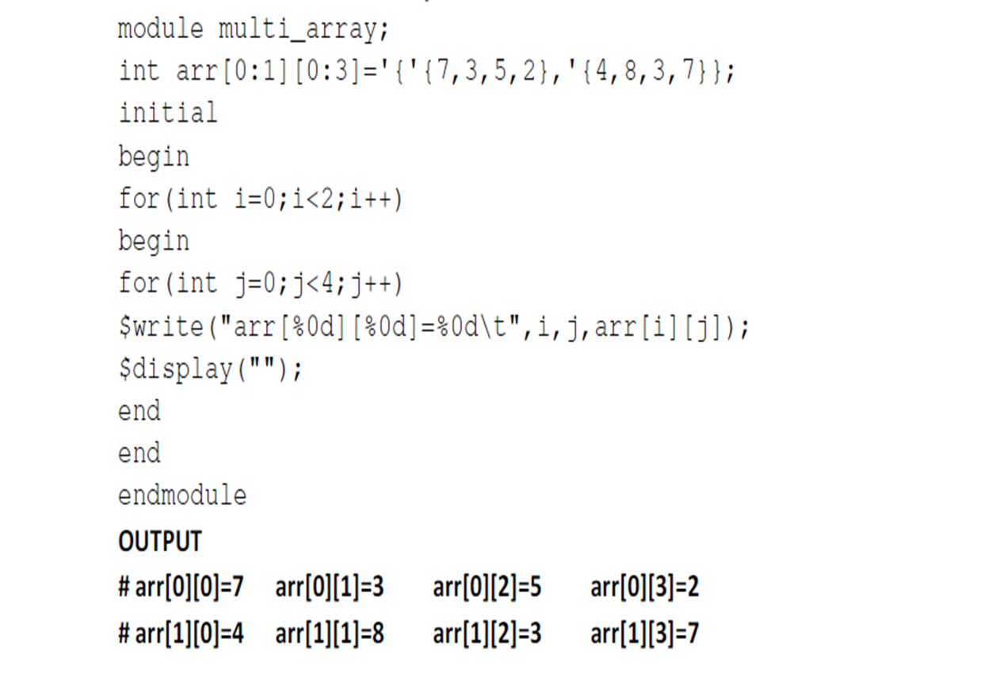 module multi_array;
int arr[0:1][0:3]='{'{7,3,5,2},'{4,8,3,7}};
initial
begin
for(int i=0;i<2;i++)
begin
for(int j=0;j<4;j++)
$write("arr[%0d][%0d]=%0d\t",i,j,arr[i][j]);
$display("");
end
end
endmodule
OUTPUT
# arr[0][0]=7 arr[0][1]=3 arr[0][2]=5 arr[0][3]=2
# arr[1][0]=4 arr[1][1]=8 arr[1][2]=3 arr[1][3]=7